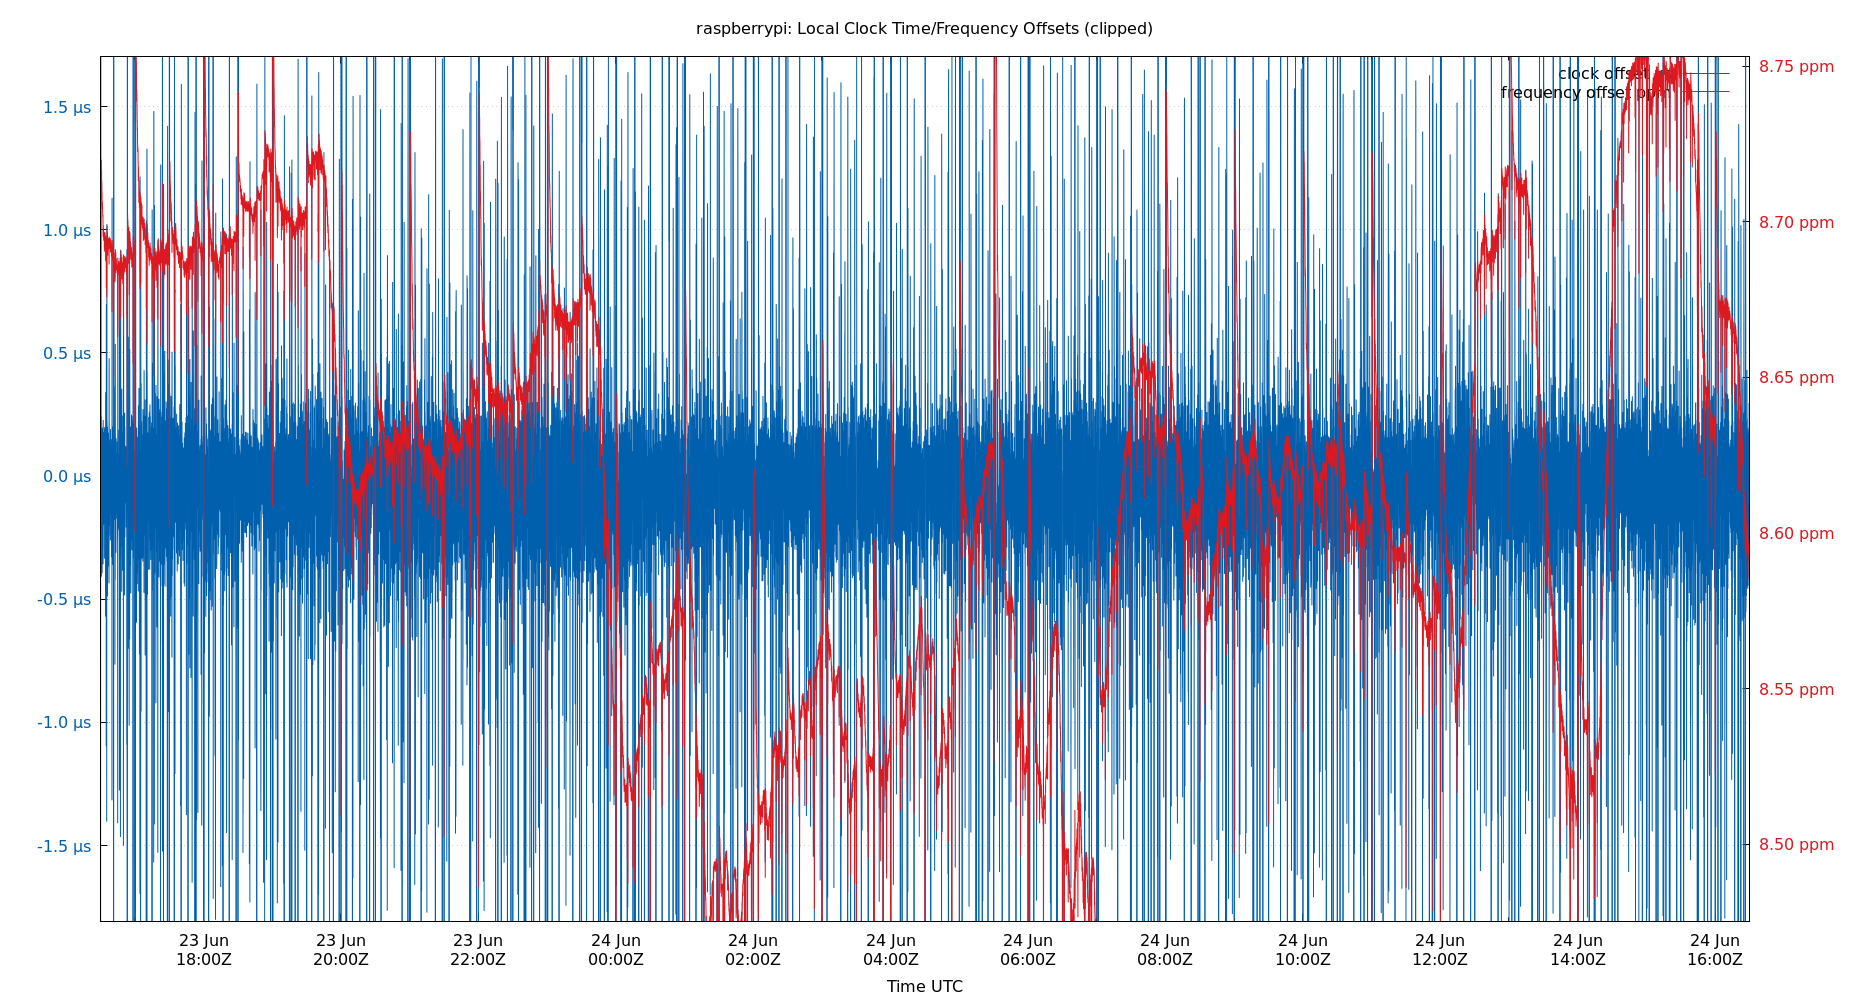 raspberrypi: Local Clock Time/Frequency Offsets (clipped)
clock offset
frequency offset ppm
1.5 µs
1.0 µs
0.5 µs
0.0 µs
-0.5 µs
-1.0 µs
-1.5 µs
8.75 ppm
8.70 ppm
8.65 ppm
8.60 ppm
8.55 ppm
8.50 ppm
23 Jun
18:00Z
23 Jun
20:00Z
23 Jun
22:00Z
24 Jun
00:00Z
24 Jun
02:00Z
24 Jun
04:00Z
24 Jun
06:00Z
24 Jun
08:00Z
24 Jun
10:00Z
24 Jun
12:00Z
24 Jun
14:00Z
24 Jun
16:00Z
Time UTC